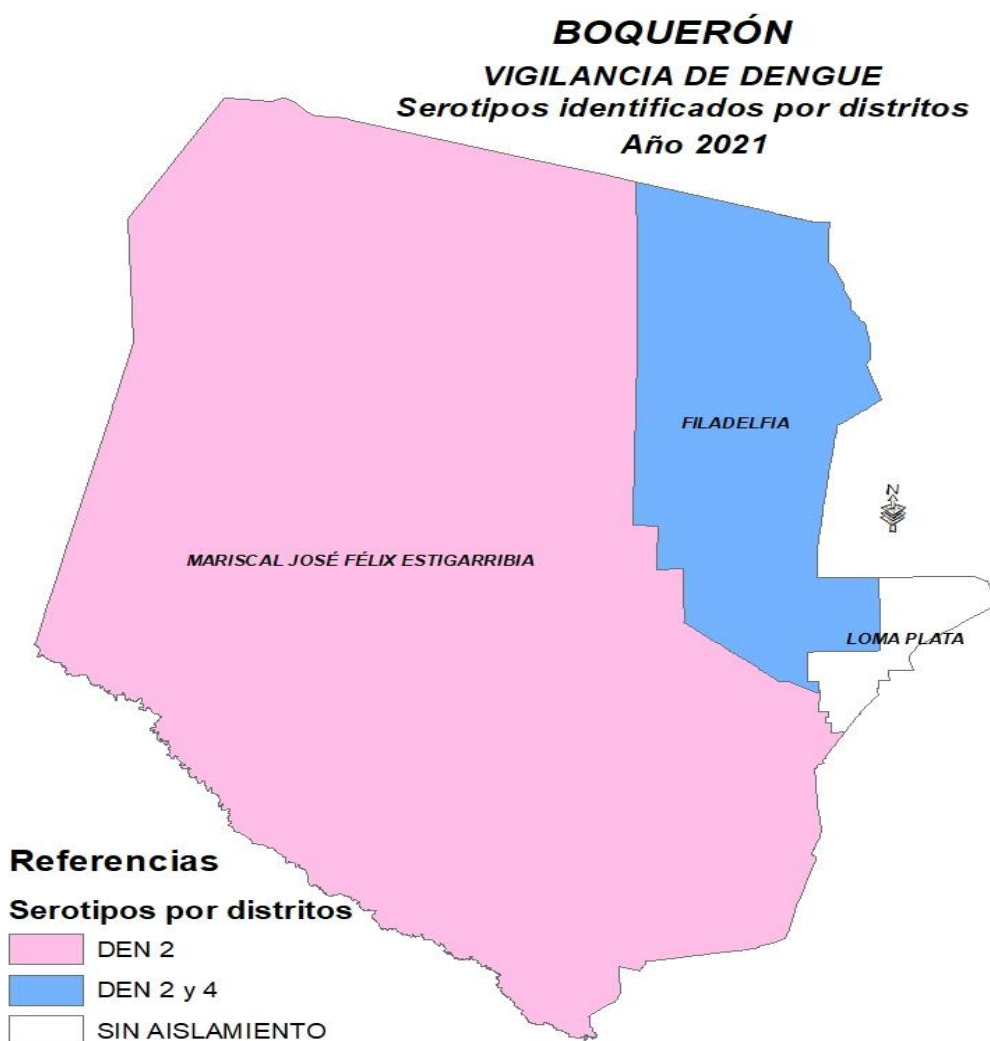 BOQUERÓN
VIGILANCIA DE DENGUE
Serotipos identificados por distritos
Año 2021
FILADELFIA
N
MARISCAL JOSÉ FÉLIX ESTIGARRIBIA
LOMA PLATA
Referencias
Serotipos por distritos
DEN 2
DEN 2 y 4
SIN AISLAMIENTO